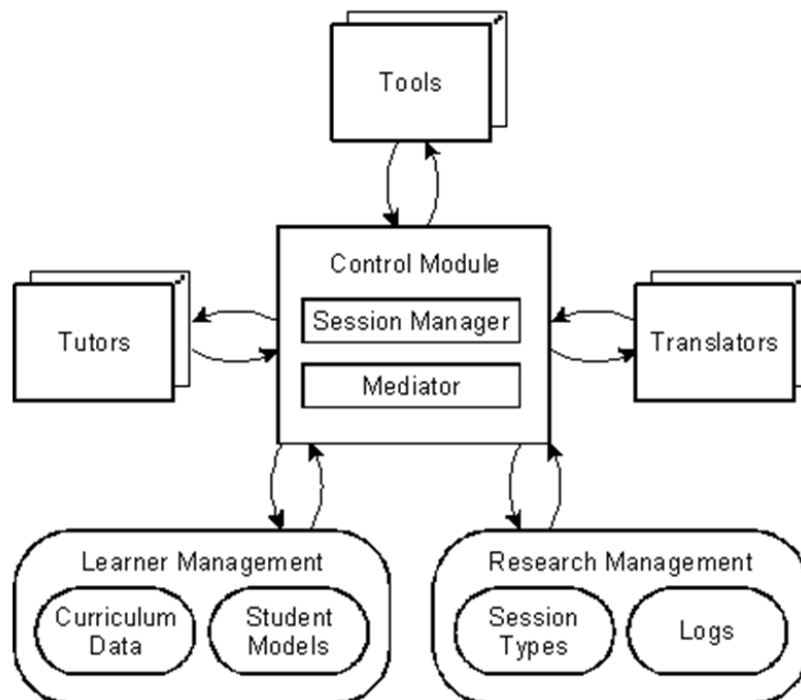 Tools
Control Module
Session Manager
Mediator
Tutors
Translators
Learner Management
Curriculum
Data
Student
Models
Research Management
Session
Types
Logs